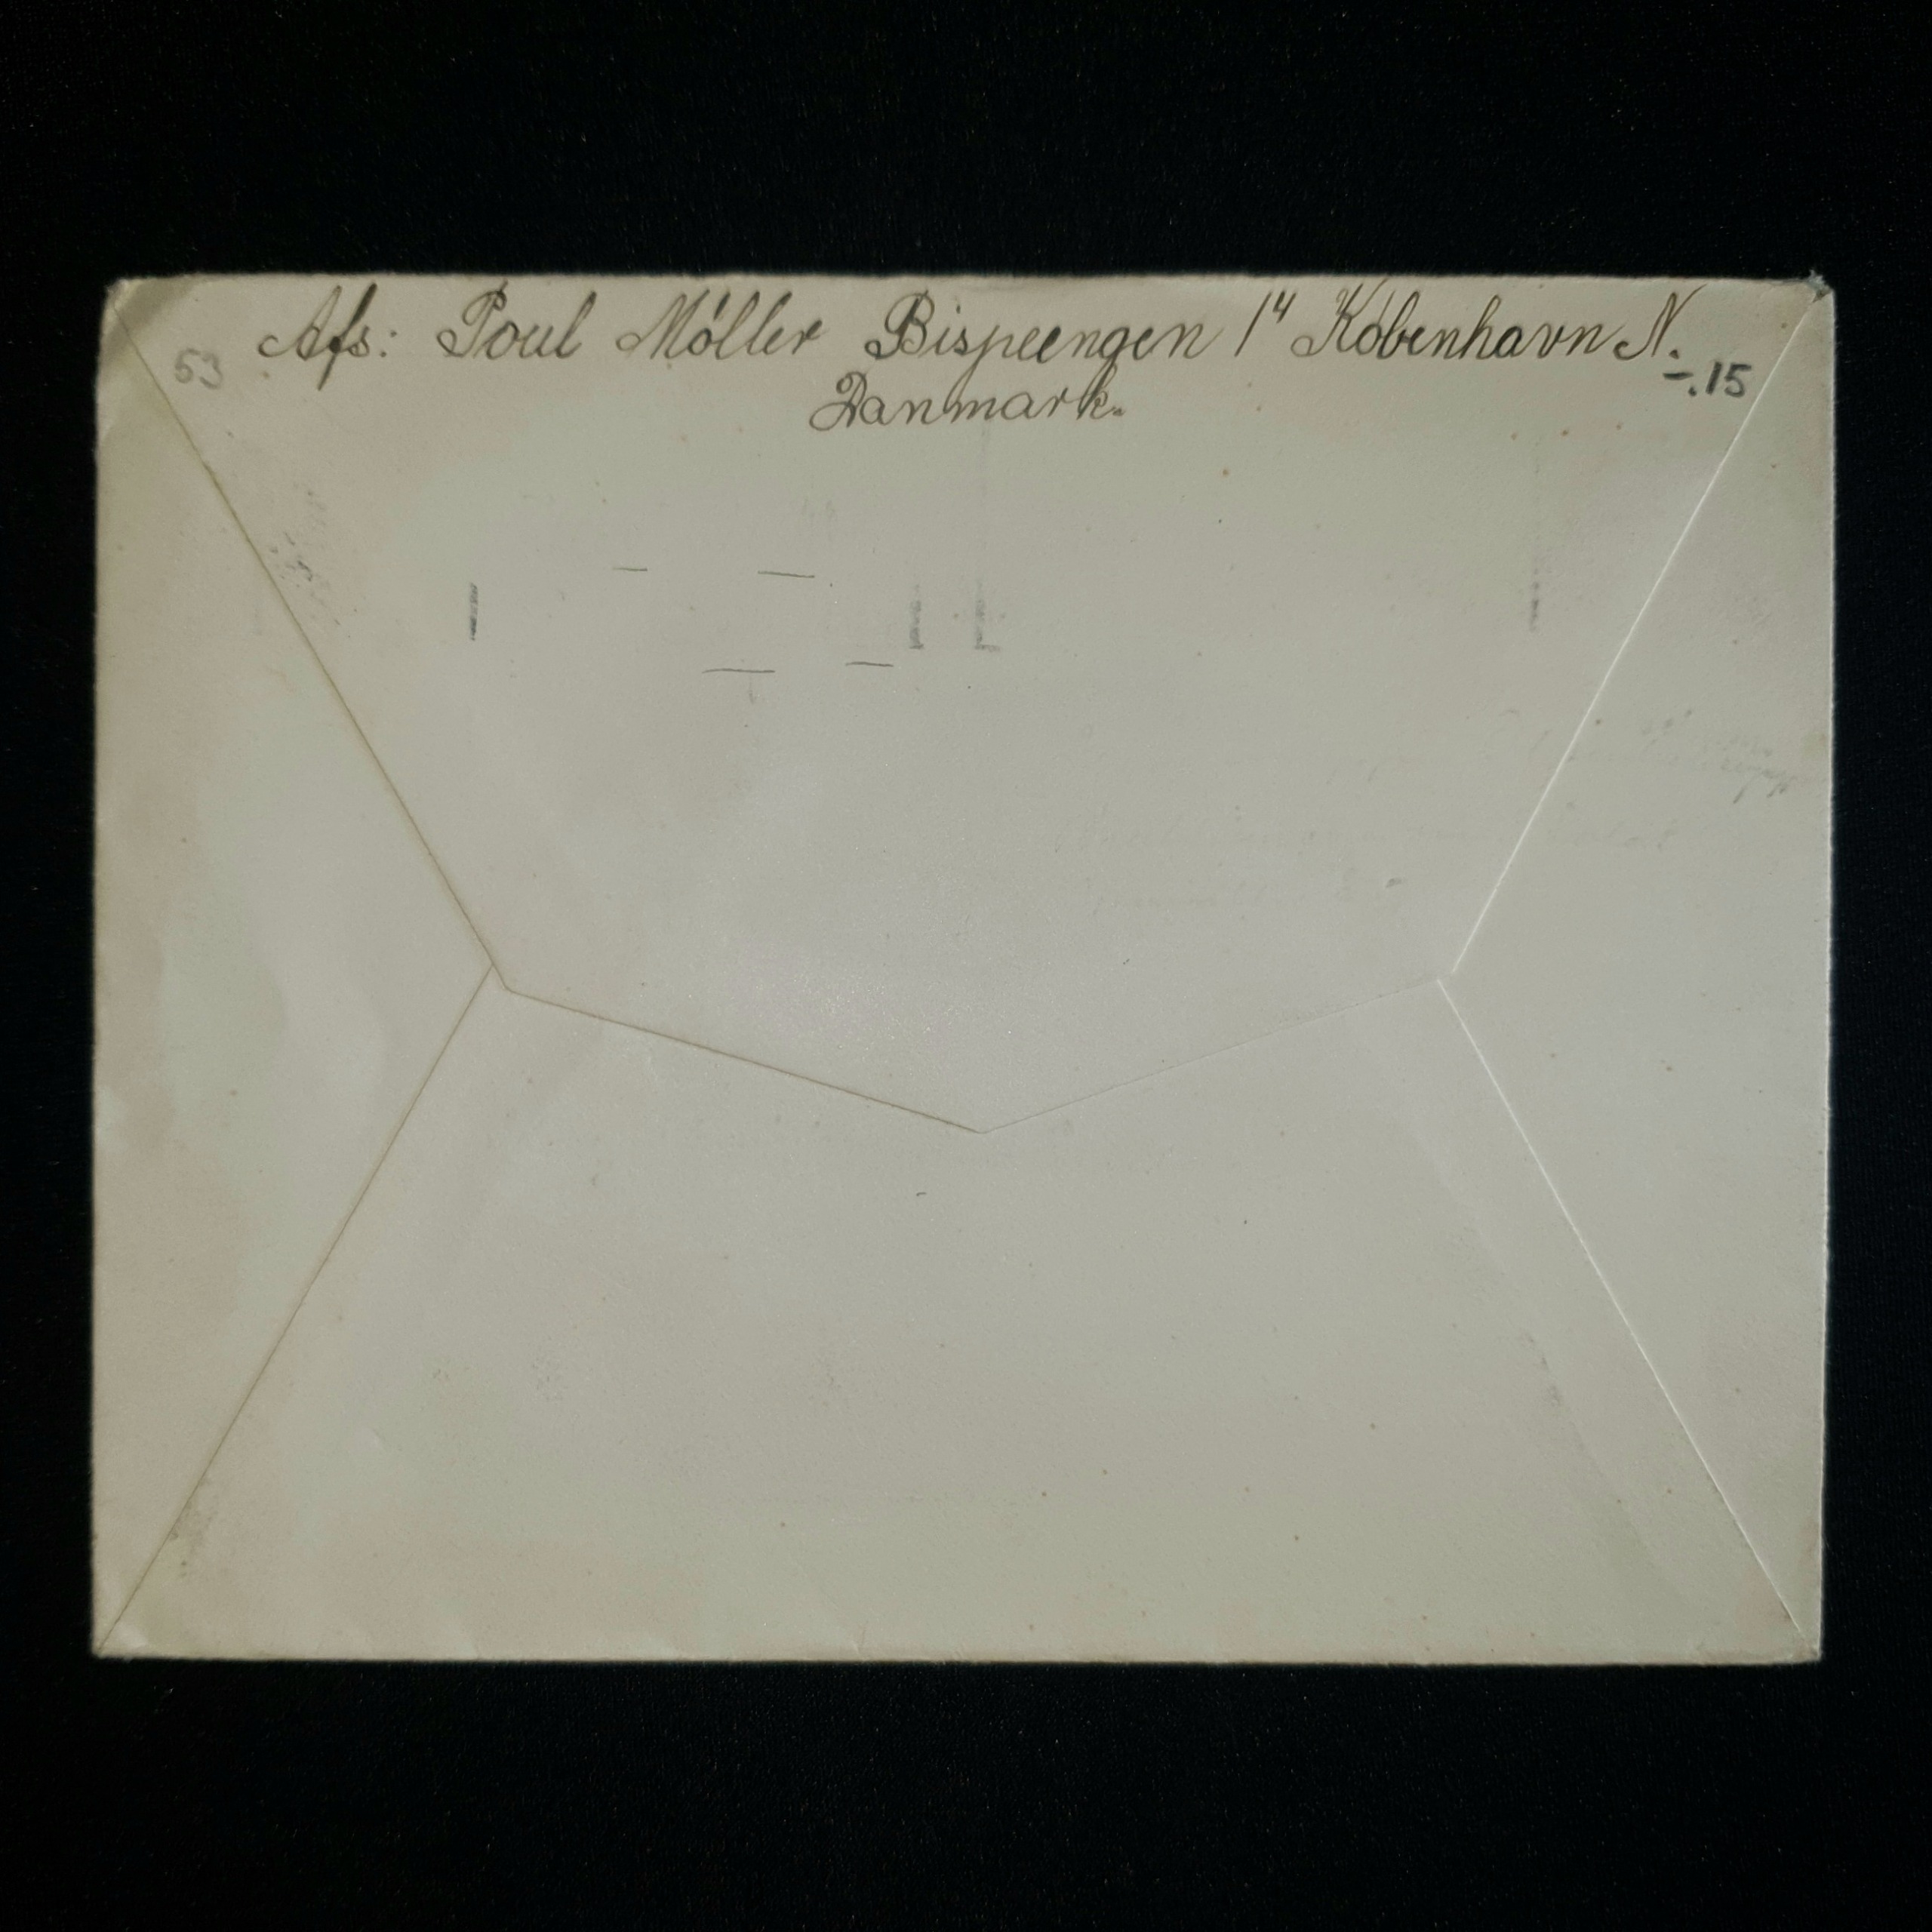 Afs: Poul Möller Bispeengen 1⁴ København N.
53
-.15
Danmark.